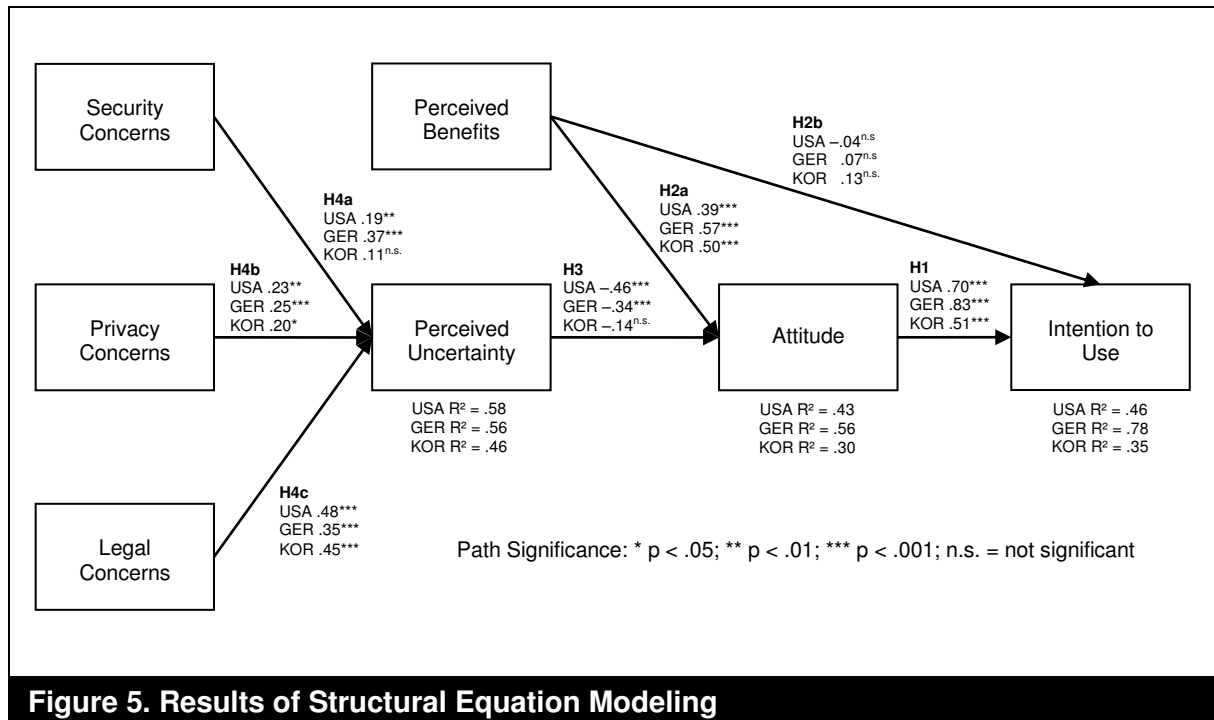 Security
Concerns
Perceived
Benefits
H2b
USA –.04n.s
GER .07n.s
KOR .13n.s.
H4a
USA .19**
GER .37***
KOR .11n.s.
H2a
USA .39***
GER .57***
KOR .50***
H4b
USA .23**
GER .25***
KOR .20*
H3
USA –.46***
GER –.34***
KOR –.14n.s.
H1
USA .70***
GER .83***
KOR .51***
Privacy
Concerns
Perceived
Uncertainty
Attitude
Intention to
Use
USA R² = .58
GER R² = .56
KOR R² = .46
USA R² = .43
GER R² = .56
KOR R² = .30
USA R² = .46
GER R² = .78
KOR R² = .35
H4c
USA .48***
GER .35***
KOR .45***
Legal
Concerns
Path Significance: * p < .05; ** p < .01; *** p < .001; n.s. = not significant
Figure 5. Results of Structural Equation Modeling